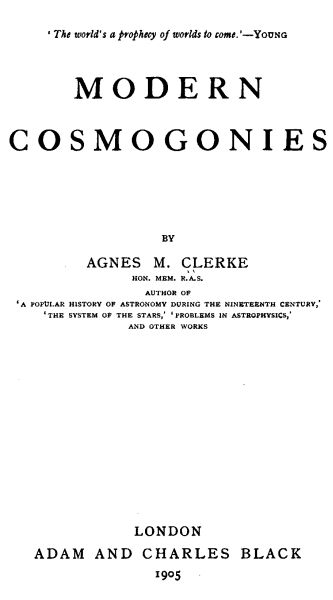 ' The world's a prophecy of worlds to come.'—YOUNG
MODERN
COSMOGONIES
BY
AGNES M. CLERKE
HON. MEM. R.A.S.
AUTHOR OF
'A POPULAR HISTORY OF ASTRONOMY DURING THE NINETEENTH CENTURY,'
'THE SYSTEM OF THE STARS,' 'PROBLEMS IN ASTROPHYSICS,'
AND OTHER WORKS
LONDON
ADAM AND CHARLES BLACK
1905